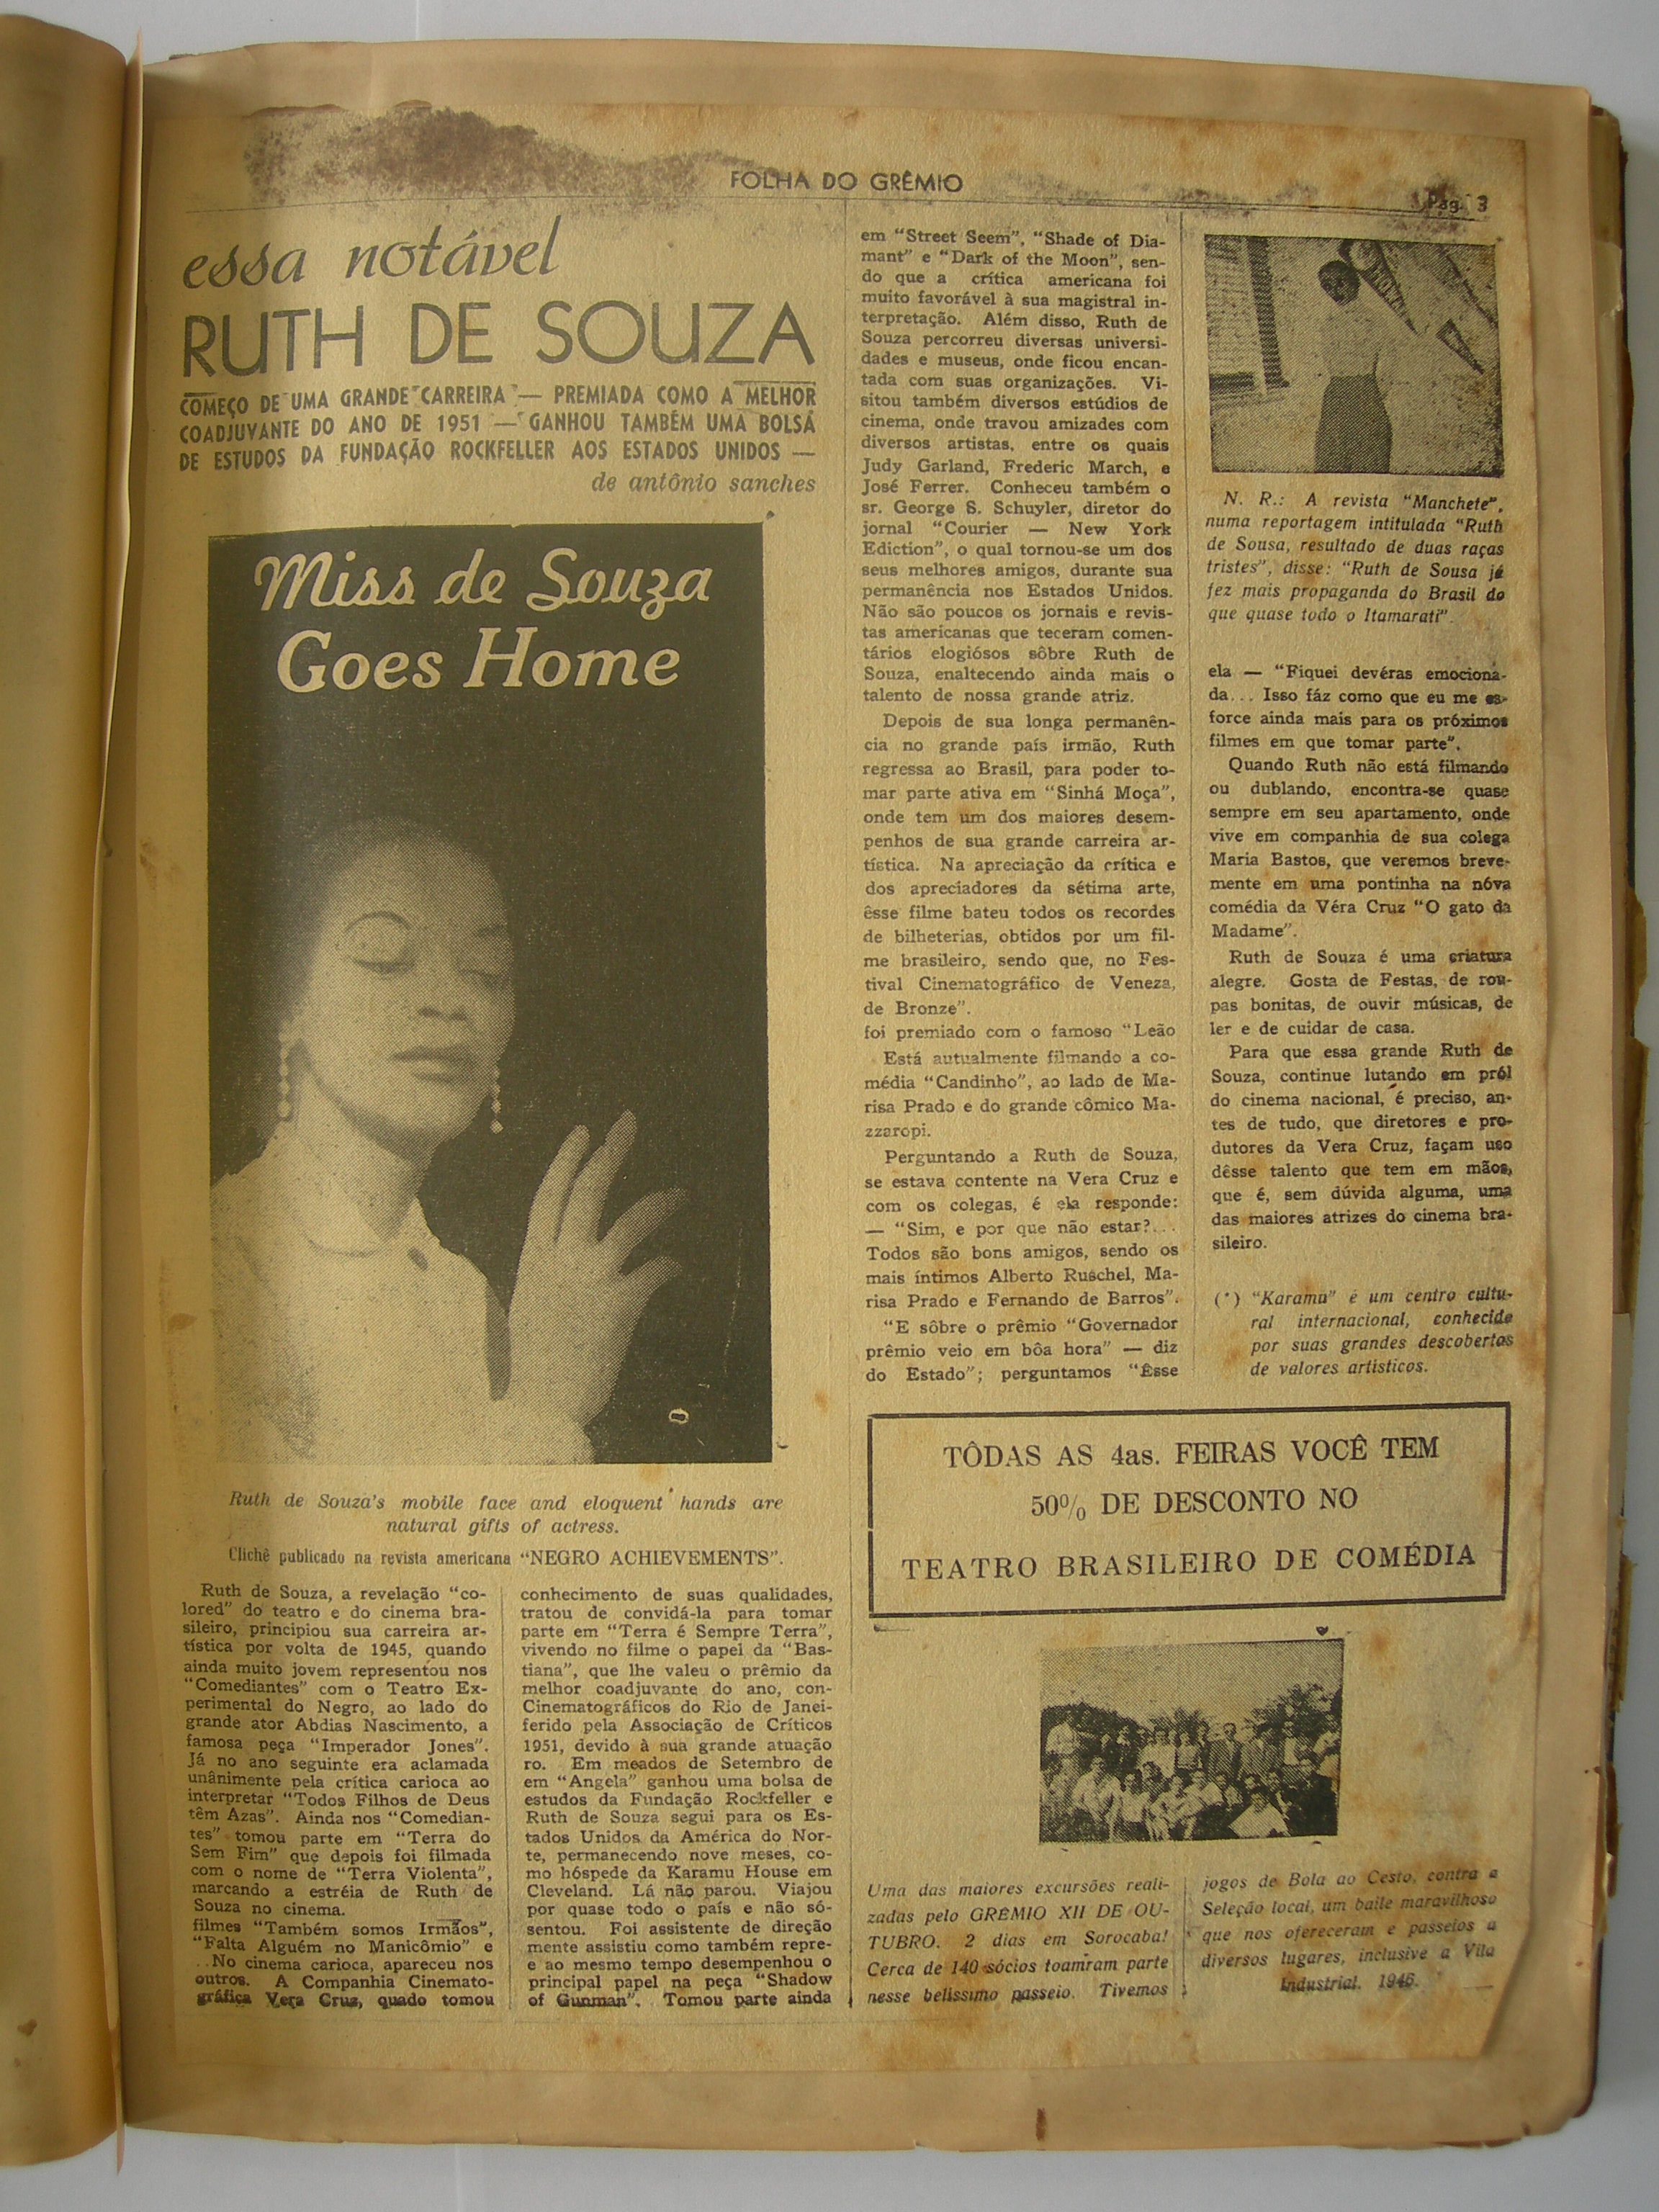 FOLHA DO GRÊMIO
Pág. 3
essa notável
RUTH DE SOUZA
COMEÇO DE UMA GRANDE CARREIRA — PREMIADA COMO A MELHOR
COADJUVANTE DO ANO DE 1951 — GANHOU TAMBÉM UMA BOLSA
DE ESTUDOS DA FUNDAÇÃO ROCKFELLER AOS ESTADOS UNIDOS —
de antônio sanches
Miss de Souza
Goes Home
Ruth de Souza's mobile face and eloquent hands are
natural gifts of actress.
Clichê publicado na revista americana "NEGRO ACHIEVEMENTS".
Ruth de Souza, a revelação "co-
lored" do teatro e do cinema bra-
sileiro, principiou sua carreira ar-
tística por volta de 1945, quando
ainda muito jovem representou nos
"Comediantes" com o Teatro Ex-
perimental do Negro, ao lado do
grande ator Abdias Nascimento, a
famosa peça "Imperador Jones".
Já no ano seguinte era aclamada
unânimente pela crítica carioca ao
interpretar "Todos Filhos de Deus
têm Azas". Ainda nos "Comedian-
tes" tomou parte em "Terra do
Sem Fim" que depois foi filmada
com o nome de "Terra Violenta",
marcando a estréia de Ruth de
Souza no cinema.
filmes "Também somos Irmãos",
"Falta Alguém no Manicômio" e
..No cinema carioca, apareceu nos
outros. A Companhia Cinemato-
gráfica Vera Cruz, quado tomou
conhecimento de suas qualidades,
tratou de convidá-la para tomar
parte em "Terra é Sempre Terra",
vivendo no filme o papel da "Bas-
tiana", que lhe valeu o prêmio da
melhor coadjuvante do ano, con-
Cinematográficos do Rio de Janei-
ferido pela Associação de Críticos
1951, devido à sua grande atuação
ro. Em meados de Setembro de
em "Angela" ganhou uma bolsa de
estudos da Fundação Rockfeller e
Ruth de Souza segui para os Es-
tados Unidos da América do Nor-
te, permanecendo nove meses, co-
mo hóspede da Karamu House em
Cleveland. Lá não parou. Viajou
por quase todo o país e não só-
sentou. Foi assistente de direção
mente assistiu como também repre-
e ao mesmo tempo desempenhou o
principal papel na peça "Shadow
of Gunman". Tomou parte ainda
em "Street Seem", "Shade of Dia-
mant" e "Dark of the Moon", sen-
do que a crítica americana foi
muito favorável à sua magistral in-
terpretação. Além disso, Ruth de
Souza percorreu diversas universi-
dades e museus, onde ficou encan-
tada com suas organizações. Vi-
sitou também diversos estúdios de
cinema, onde travou amizades com
diversos artistas, entre os quais
Judy Garland, Frederic March, e
José Ferrer. Conheceu também o
sr. George S. Schuyler, diretor do
jornal "Courier — New York
Ediction", o qual tornou-se um dos
seus melhores amigos, durante sua
permanência nos Estados Unidos.
Não são poucos os jornais e revis-
tas americanas que teceram comen-
tários elogiósos sôbre Ruth de
Souza, enaltecendo ainda mais o
talento de nossa grande atriz.
Depois de sua longa permanên-
cia no grande país irmão, Ruth
regressa ao Brasil, para poder to-
mar parte ativa em "Sinhá Moça",
onde tem um dos maiores desem-
penhos de sua grande carreira ar-
tística. Na apreciação da crítica e
dos apreciadores da sétima arte,
êsse filme bateu todos os recordes
de bilheterias, obtidos por um fil-
me brasileiro, sendo que, no Fes-
tival Cinematográfico de Veneza,
de Bronze".
foi premiado com o famoso "Leão
Está autualmente filmando a co-
média "Candinho", ao lado de Ma-
risa Prado e do grande cômico Ma-
zzaropi.
Perguntando a Ruth de Souza,
se estava contente na Vera Cruz e
com os colegas, é ela responde:
— "Sim, e por que não estar?...
Todos são bons amigos, sendo os
mais íntimos Alberto Ruschel, Ma-
risa Prado e Fernando de Barros".
"E sôbre o prêmio "Governador
prêmio veio em bôa hora" — diz
do Estado"; perguntamos "Êsse
N. R.: A revista "Manchete",
numa reportagem intitulada "Ruth
de Sousa, resultado de duas raças
tristes", disse: "Ruth de Sousa já
fez mais propaganda do Brasil do
que quase todo o Itamarati".
ela — "Fiquei devéras emociona-
da... Isso fáz como que eu me es-
force ainda mais para os próximos
filmes em que tomar parte".
Quando Ruth não está filmando
ou dublando, encontra-se quase
sempre em seu apartamento, onde
vive em companhia de sua colega
Maria Bastos, que veremos breve-
mente em uma pontinha na nóva
comédia da Véra Cruz "O gato da
Madame".
Ruth de Souza é uma criatura
alegre. Gosta de Festas, de rou-
pas bonitas, de ouvir músicas, de
ler e de cuidar de casa.
Para que essa grande Ruth de
Souza, continue lutando em pról
do cinema nacional, é preciso, an-
tes de tudo, que diretores e pro-
dutores da Vera Cruz, façam uso
dêsse talento que tem em mãos,
que é, sem dúvida alguma, uma
das maiores atrizes do cinema bra-
sileiro.
(*) "Karamu" é um centro cultu-
ral internacional, conhecido
por suas grandes descobertas
de valores artísticos.
TÔDAS AS 4as. FEIRAS VOCÊ TEM
50% DE DESCONTO NO
TEATRO BRASILEIRO DE COMÉDIA
Uma das maiores excursões reali-
zadas pelo GRÊMIO XII DE OU-
TUBRO. 2 dias em Sorocaba!
Cerca de 140 sócios toamram parte
nesse belíssimo passeio. Tivemos
jogos de Bola ao Cesto, contra a
Seleção local, um baile maravilhoso
que nos ofereceram e passeios a
diversos lugares, inclusive a Vila
Industrial. 1946.